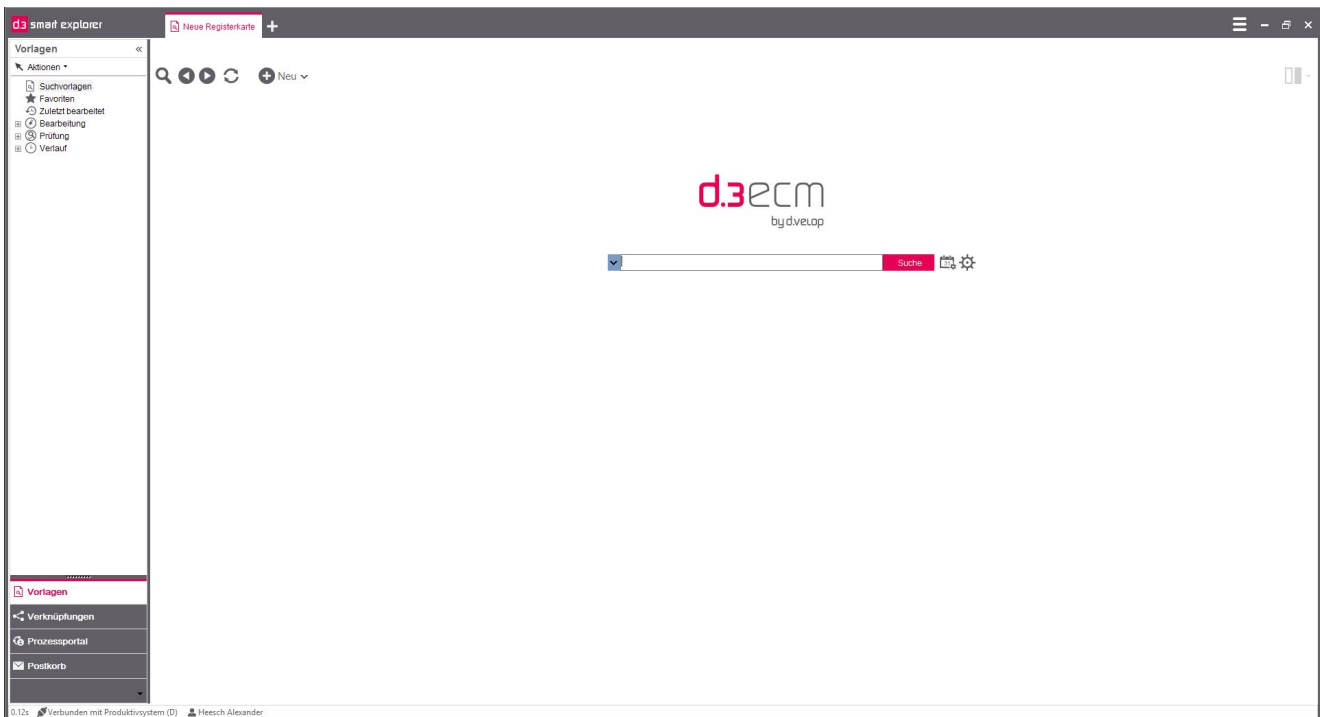 d3 smart explorer
Neue Registerkarte
Vorlagen
Aktionen
Suchvorlagen
Favoriten
Zuletzt bearbeitet
Bearbeitung
Prüfung
Verlauf
Neu
d.3ecm
by d.velop
Suche
31
Vorlagen
Verknüpfungen
Prozessportal
Postkorb
0.12s Verbunden mit Produktivsystem (D) Heesch Alexander